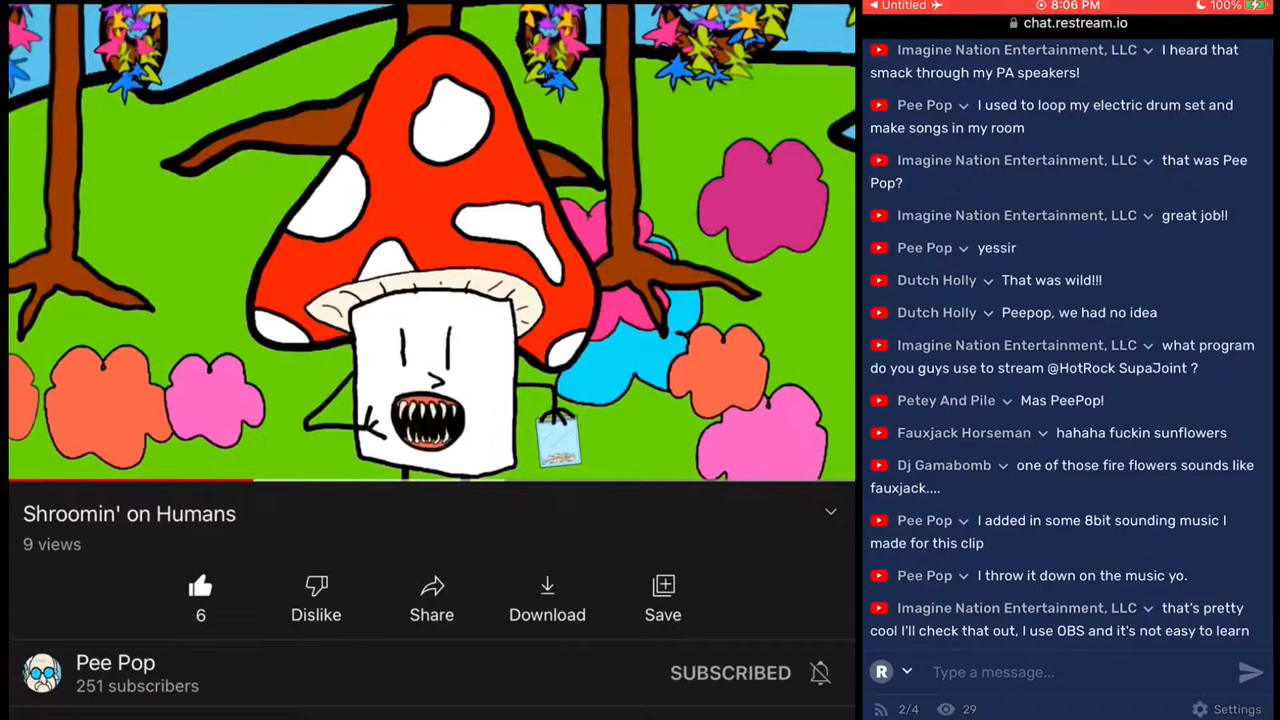 Shroomin' on Humans
9 views
6
Dislike
Share
Download
Save
Pee Pop
251 subscribers
SUBSCRIBED
Untitled
8:06 PM
100%
chat.restream.io
Imagine Nation Entertainment, LLC I heard that
smack through my PA speakers!
Pee Pop I used to loop my electric drum set and
make songs in my room
Imagine Nation Entertainment, LLC that was Pee
Pop?
Imagine Nation Entertainment, LLC great job!!
Pee Pop yessir
Dutch Holly That was wild!!!
Dutch Holly Peepop, we had no idea
Imagine Nation Entertainment, LLC what program
do you guys use to stream @HotRock SupaJoint ?
Petey And Pile Mas PeePop!
Fauxjack Horseman hahaha fuckin sunflowers
Dj Gamabomb one of those fire flowers sounds like
fauxjack....
Pee Pop I added in some 8bit sounding music I
made for this clip
Pee Pop I throw it down on the music yo.
Imagine Nation Entertainment, LLC that's pretty
cool I'll check that out, I use OBS and it's not easy to learn
R Type a message...
2/4 29 Settings